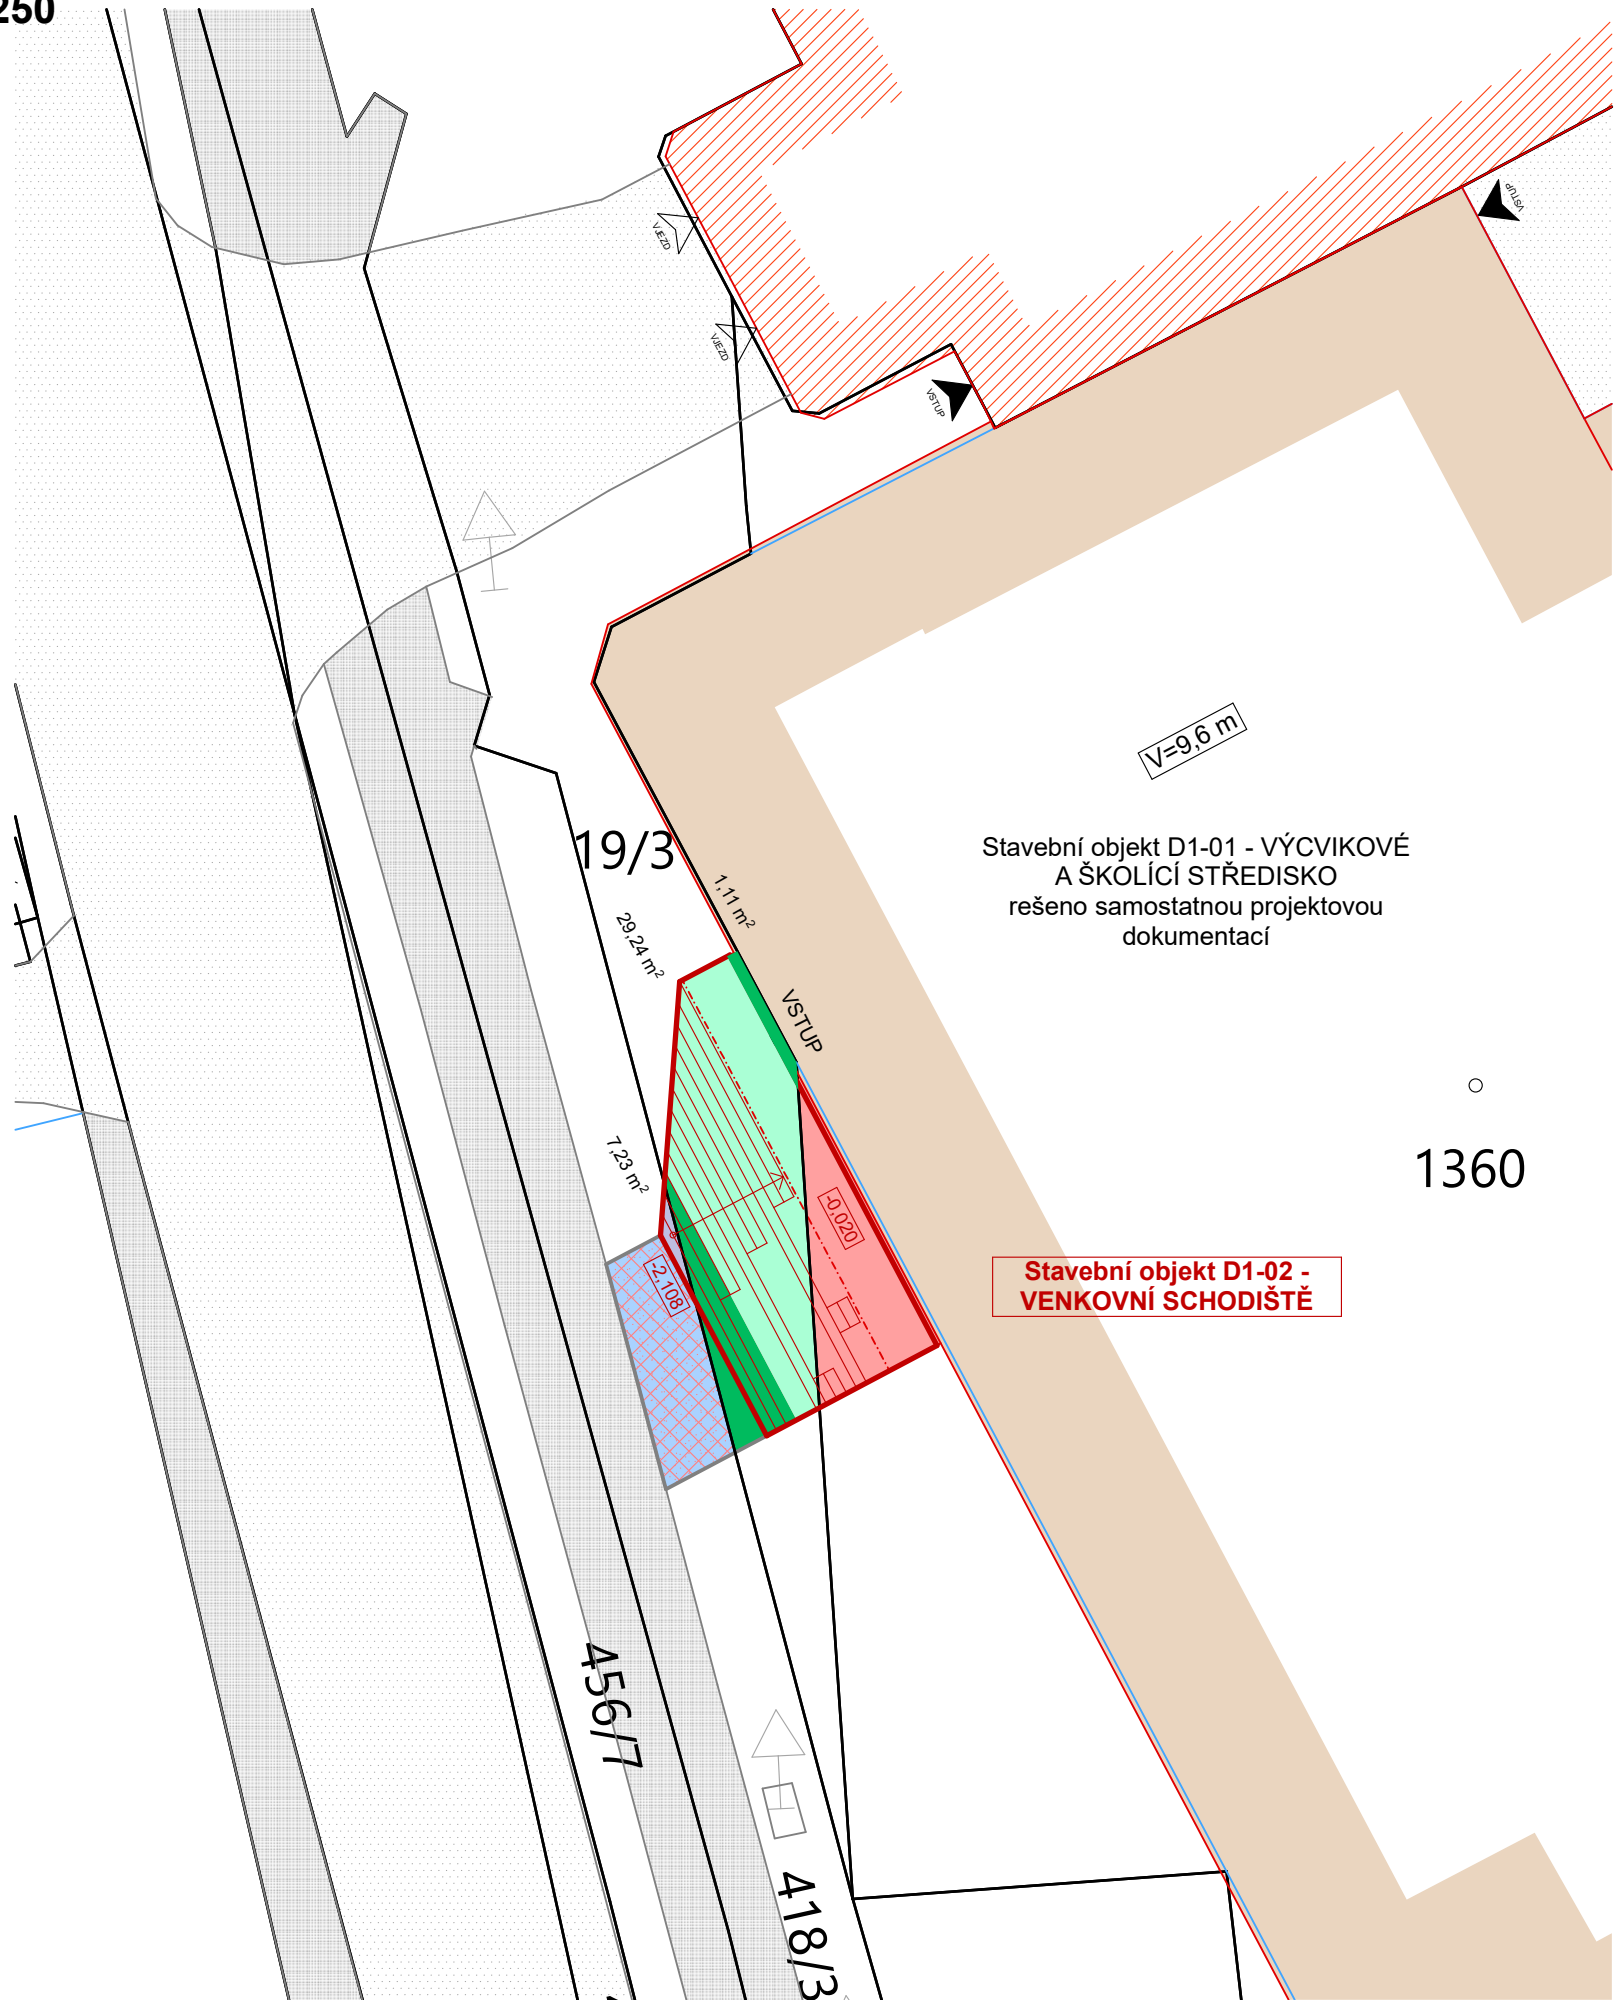 250
VSTUP
VJEZD
VJEZD
VSTUP
V=9,6 m
19/3
Stavební objekt D1-01 - VÝCVIKOVÉ
A ŠKOLÍCÍ STŘEDISKO
rešeno samostatnou projektovou
dokumentací
1,11 m²
29,24 m²
VSTUP
7,23 m²
1360
-0,020
-2,108
Stavební objekt D1-02 -
VENKOVNÍ SCHODIŠTĚ
456/7
418/3